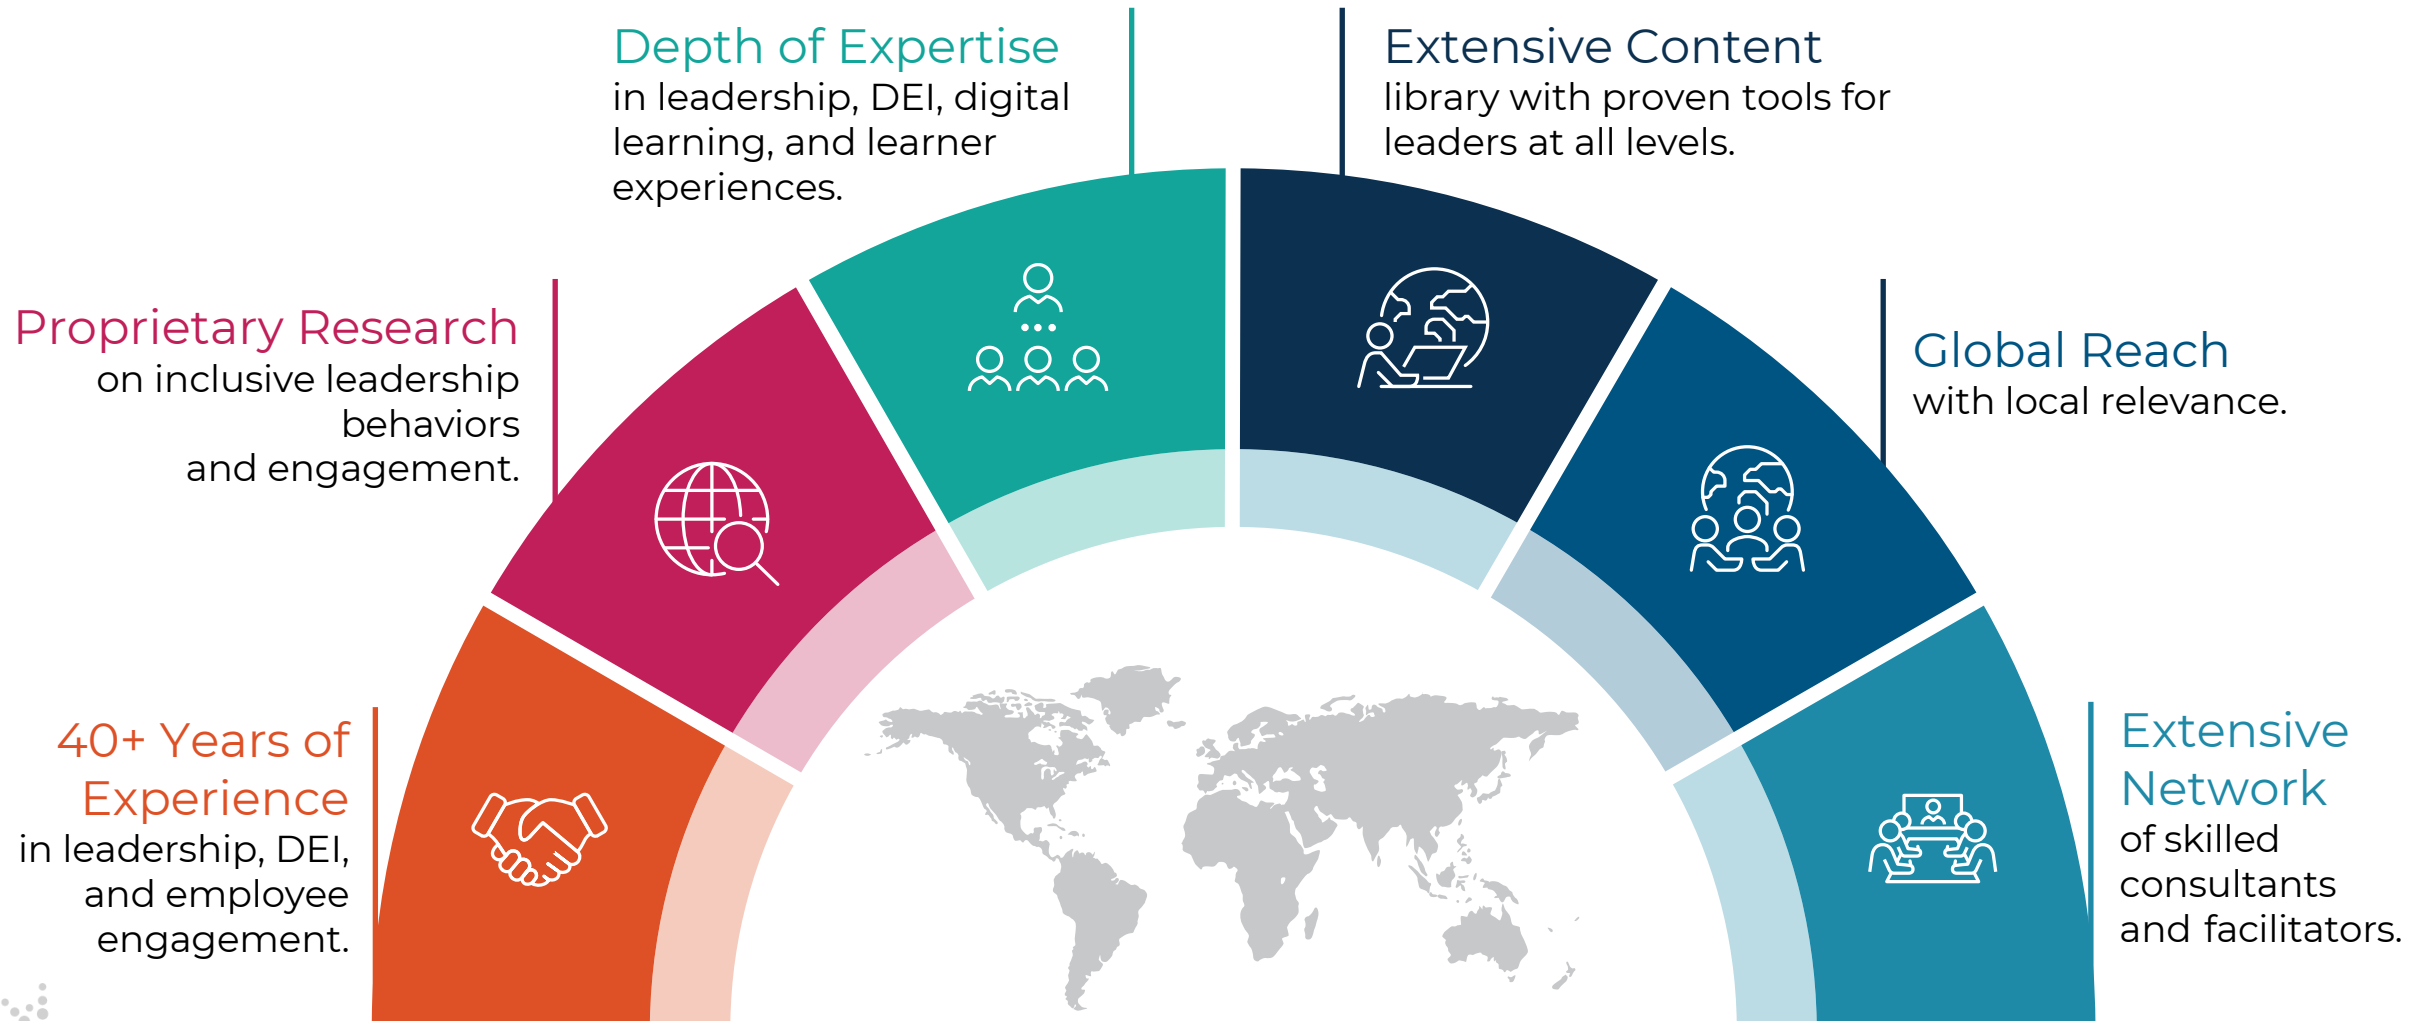 Depth of Expertise
in leadership, DEI, digital
learning, and learner
experiences.
Extensive Content
library with proven tools for
leaders at all levels.
Proprietary Research
on inclusive leadership
behaviors
and engagement.
Global Reach
with local relevance.
40+ Years of
Experience
in leadership, DEI,
and employee
engagement.
Extensive
Network
of skilled
consultants
and facilitators.